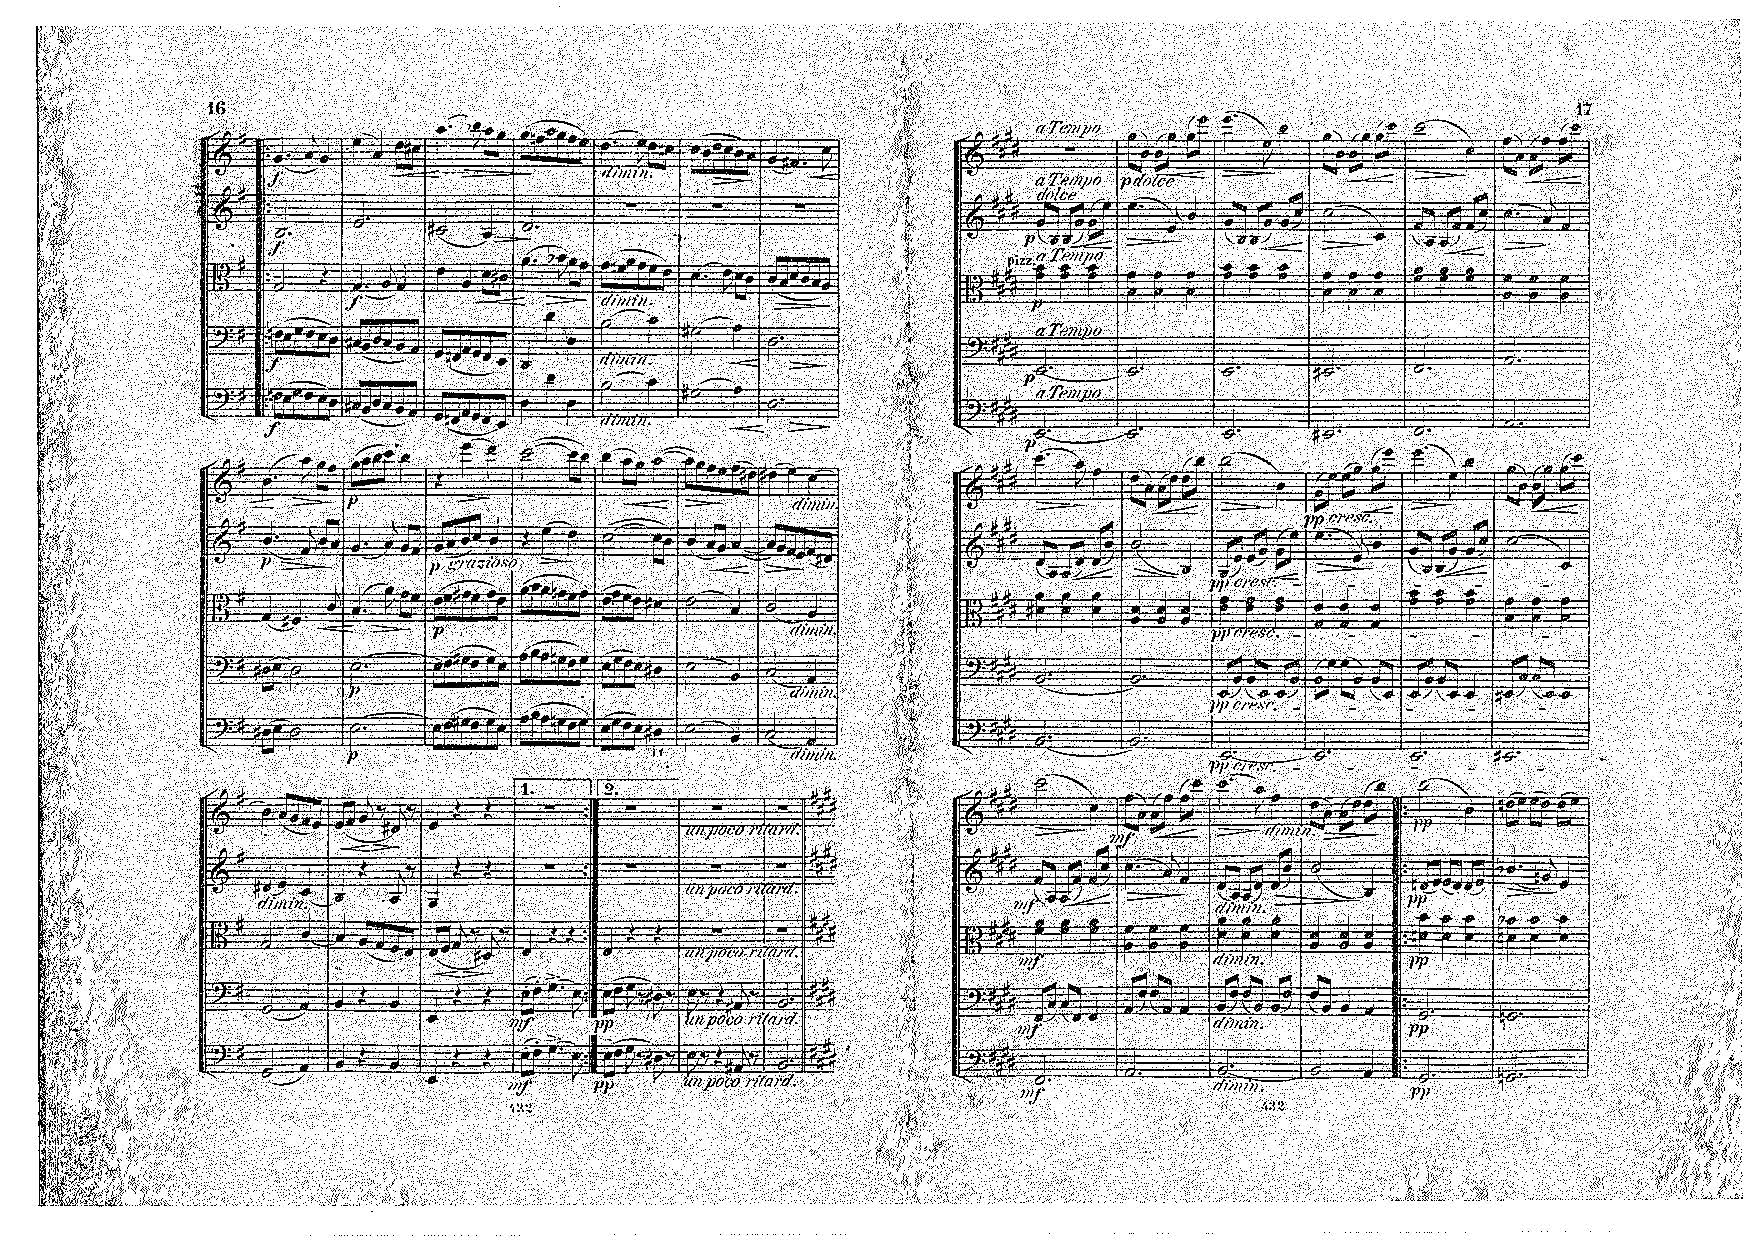 16
f
dimin.
f
f
dimin.
f
dimin.
f
dimin.
p
dimin.
p
p grazioso
p
dimin.
p
dimin.
p
dimin.
1.
2.
un poco ritard.
un poco ritard.
dimin.
un poco ritard.
mf
pp
un poco ritard.
mf
pp
un poco ritard.
432
17
a Tempo
a Tempo
p dolce
dolce
p
pizz.
a Tempo
p
a Tempo
p
a Tempo
p
pp cresc.
pp cresc.
pp cresc.
pp cresc.
pp cresc.
mf
dimin.
pp
mf
dimin.
pp
mf
dimin.
pp
mf
dimin.
pp
mf
dimin.
pp
432